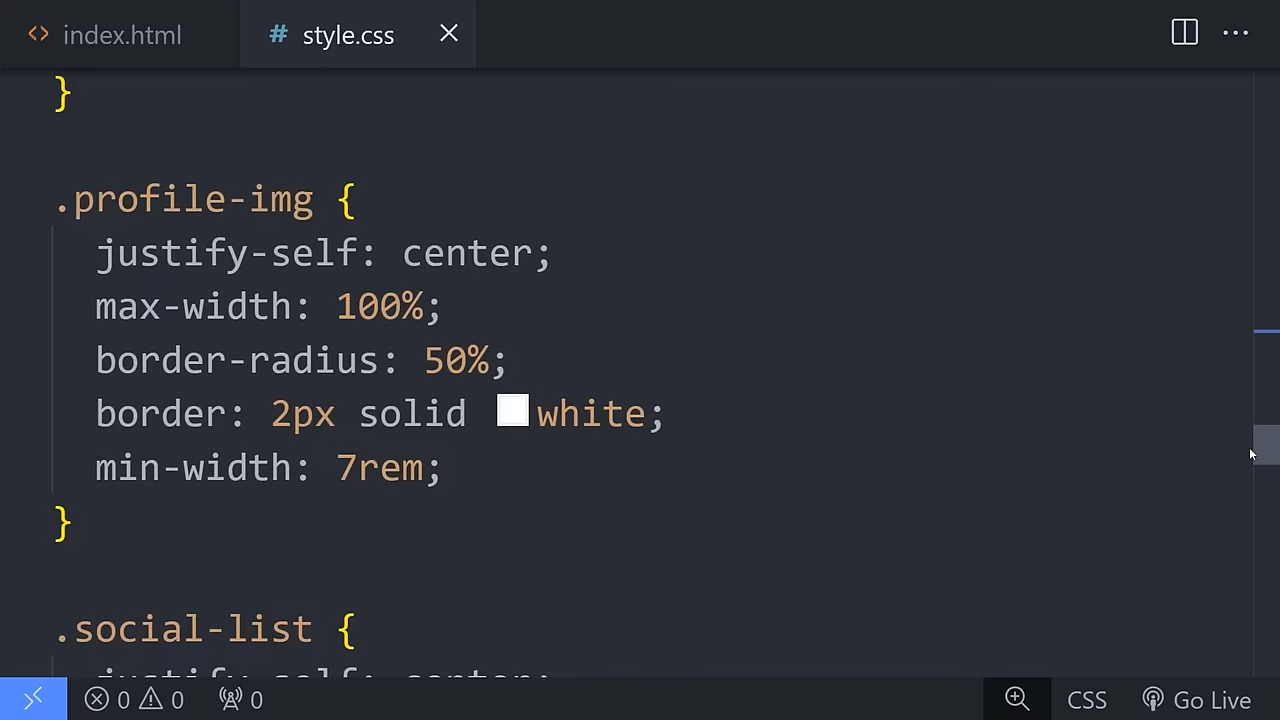 index.html
# style.css
}
.profile-img {
justify-self: center;
max-width: 100%;
border-radius: 50%;
border: 2px solid white;
min-width: 7rem;
}
.social-list {
justify-self: center;
0 0 0
CSS
Go Live